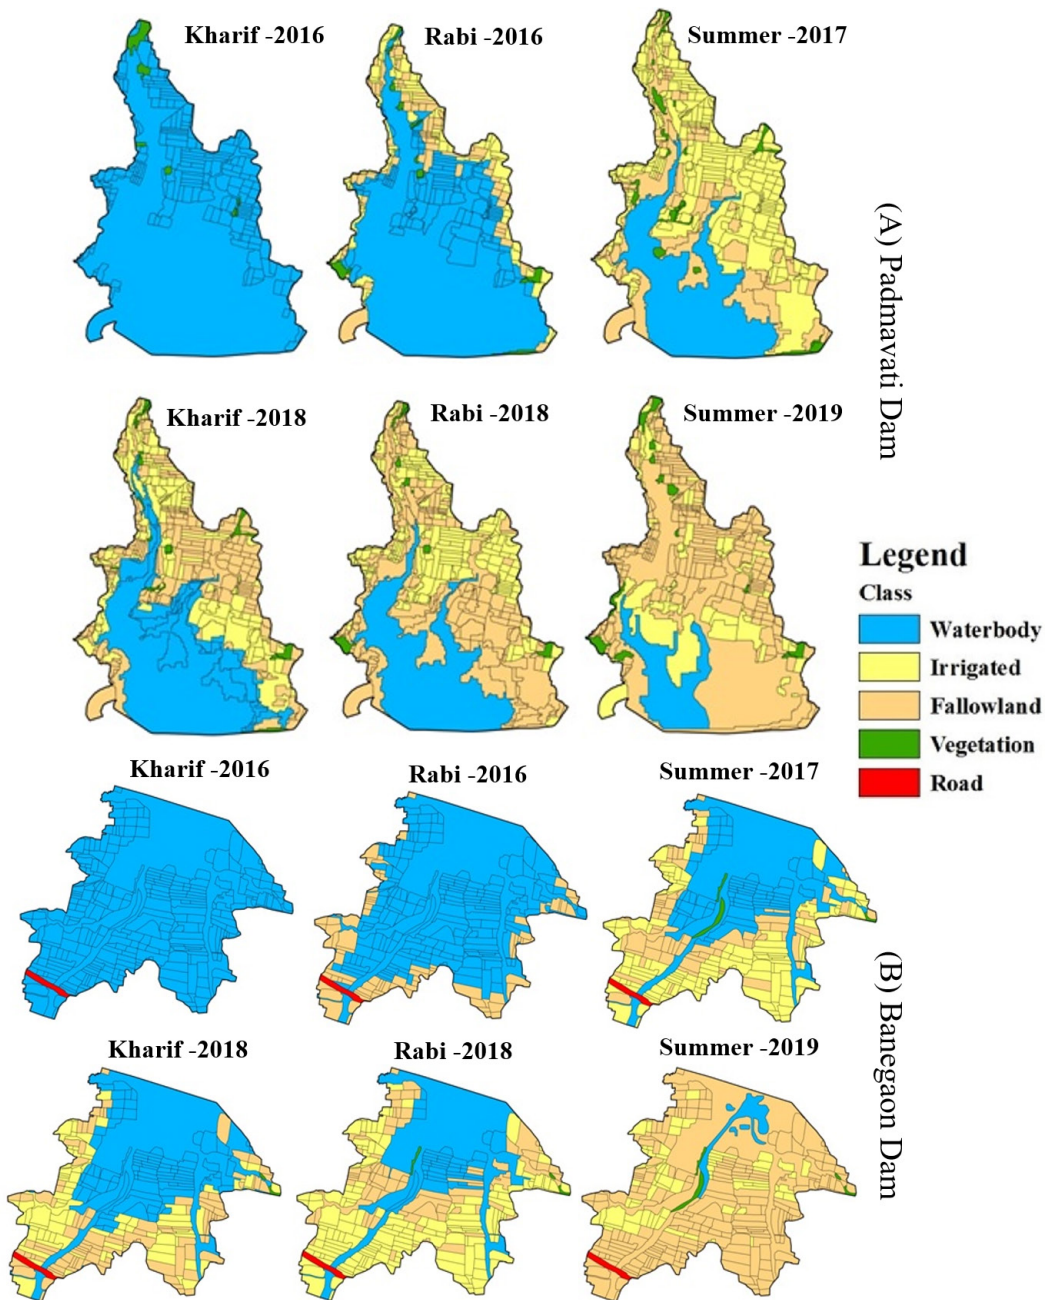 Kharif -2016
Rabi -2016
Summer -2017
(A) Padmavati Dam
Kharif -2018
Rabi -2018
Summer -2019
Legend
Class
Waterbody
Irrigated
Fallowland
Vegetation
Road
Kharif -2016
Rabi -2016
Summer -2017
(B) Banegaon Dam
Kharif -2018
Rabi -2018
Summer -2019